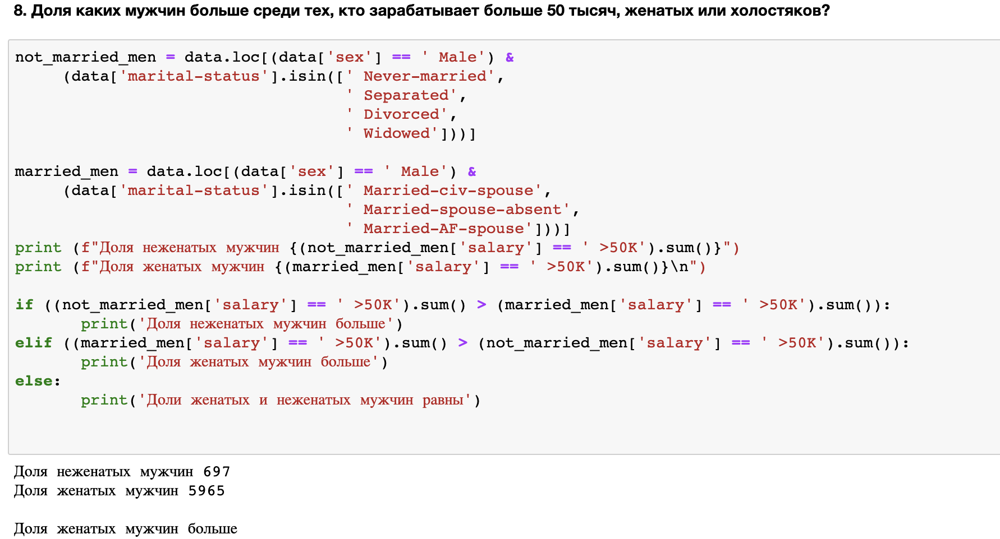 8. Доля каких мужчин больше среди тех, кто зарабатывает больше 50 тысяч, женатых или холостяков?
not_married_men = data.loc[(data['sex'] == ' Male') &
     (data['marital-status'].isin([' Never-married',
                                   ' Separated',
                                   ' Divorced',
                                   ' Widowed']))]
married_men = data.loc[(data['sex'] == ' Male') &
     (data['marital-status'].isin([' Married-civ-spouse',
                                   ' Married-spouse-absent',
                                   ' Married-AF-spouse']))]
print (f"Доля неженатых мужчин {(not_married_men['salary'] == ' >50K').sum()}")
print (f"Доля женатых мужчин {(married_men['salary'] == ' >50K').sum()}\n")
if ((not_married_men['salary'] == ' >50K').sum() > (married_men['salary'] == ' >50K').sum()):
       print('Доля неженатых мужчин больше')
elif ((married_men['salary'] == ' >50K').sum() > (not_married_men['salary'] == ' >50K').sum()):
       print('Доля женатых мужчин больше')
else:
       print('Доли женатых и неженатых мужчин равны')
Доля неженатых мужчин 697
Доля женатых мужчин 5965
Доля женатых мужчин больше